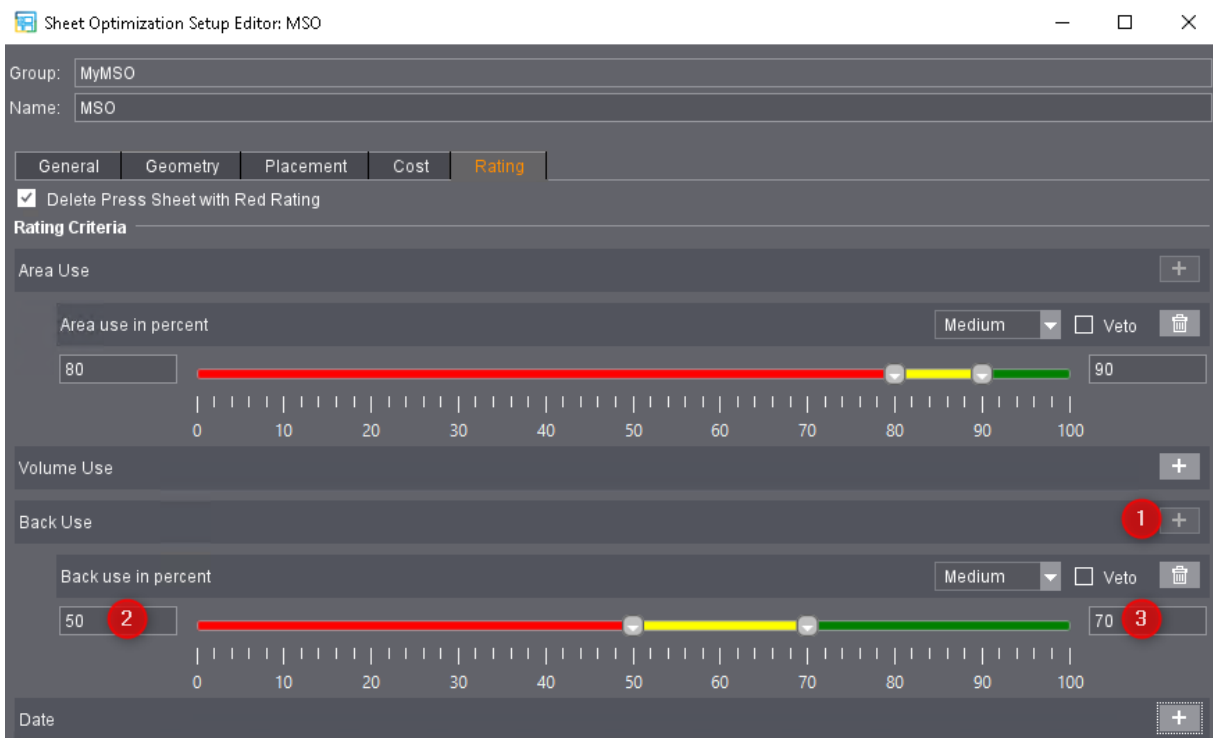 Sheet Optimization Setup Editor: MSO
Group: MyMSO
Name: MSO
General Geometry Placement Cost Rating
Delete Press Sheet with Red Rating
Rating Criteria
Area Use +
Area use in percent Medium Veto
80 90
0 10 20 30 40 50 60 70 80 90 100
Volume Use +
Back Use 1 +
Back use in percent Medium Veto
50 2 70 3
0 10 20 30 40 50 60 70 80 90 100
Date +